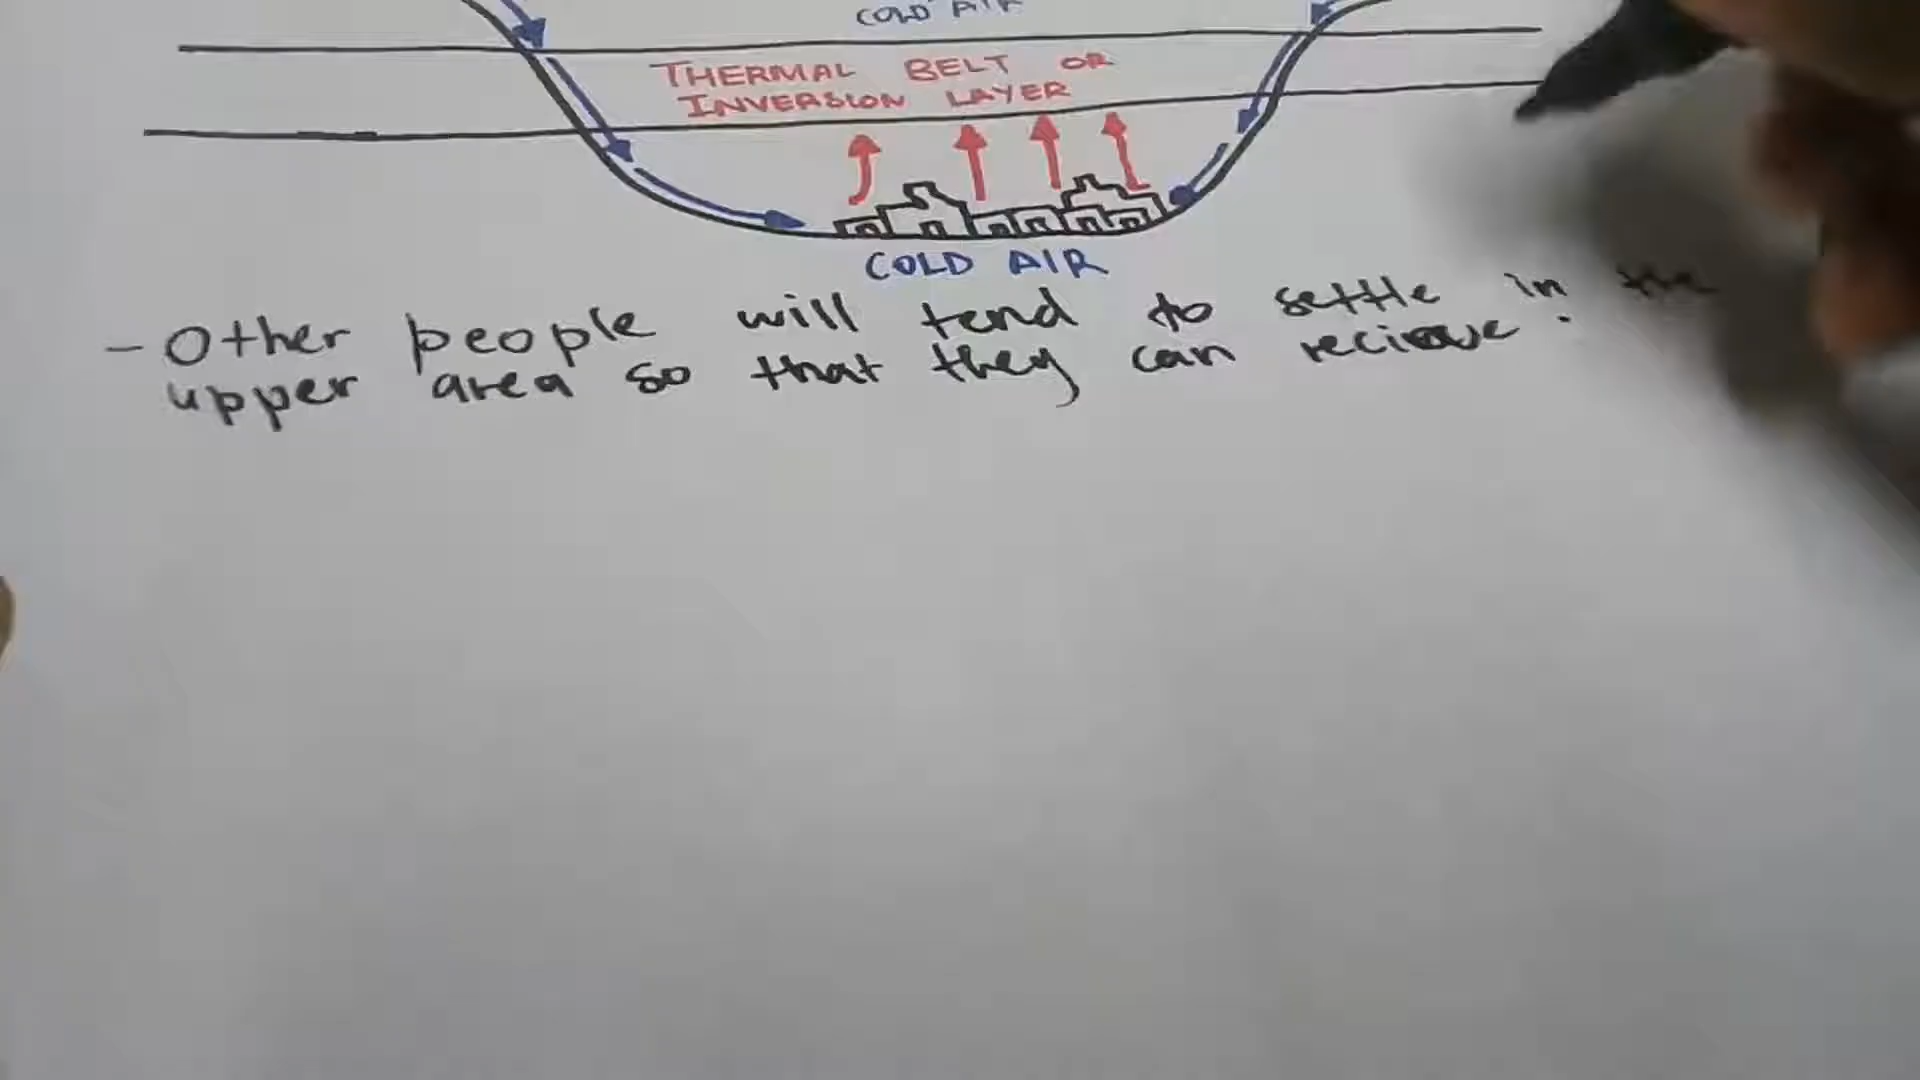 COLD AIR
THERMAL BELT OR
INVERSION LAYER
COLD AIR
- Other people will tend to settle in the
upper area so that they can